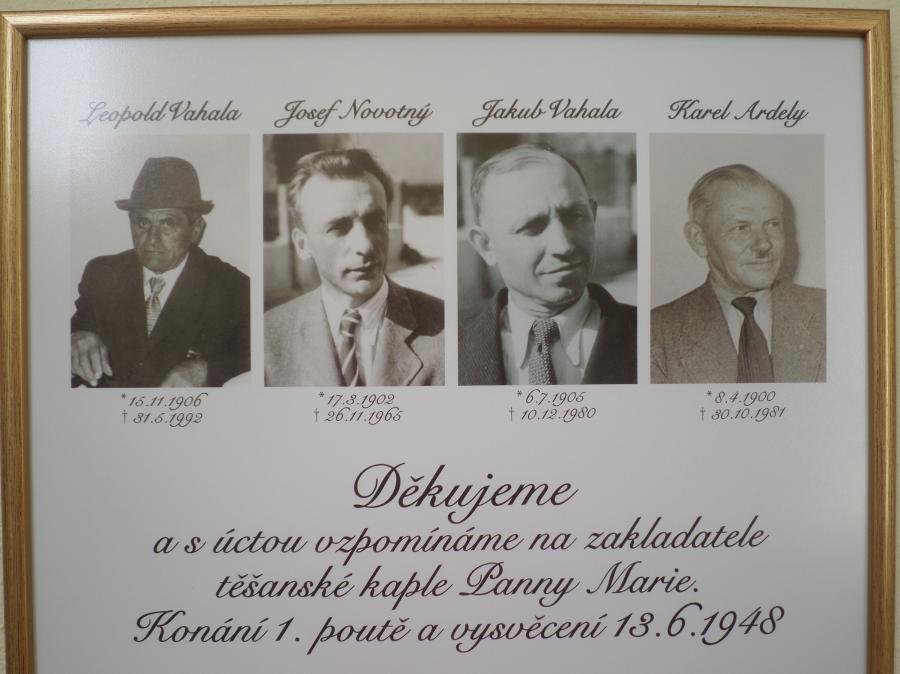 Leopold Vahala Josef Novotný Jakub Vahala Karel Ardely
* 15.11.1906 * 17.3.1902 * 6.7.1905 * 8.4.1900
† 31.5.1992 † 26.11.1965 † 10.12.1980 † 30.10.1981
Děkujeme
a s úctou vzpomínáme na zakladatele
těšanské kaple Panny Marie.
Konání 1. poutě a vysvěcení 13.6.1948